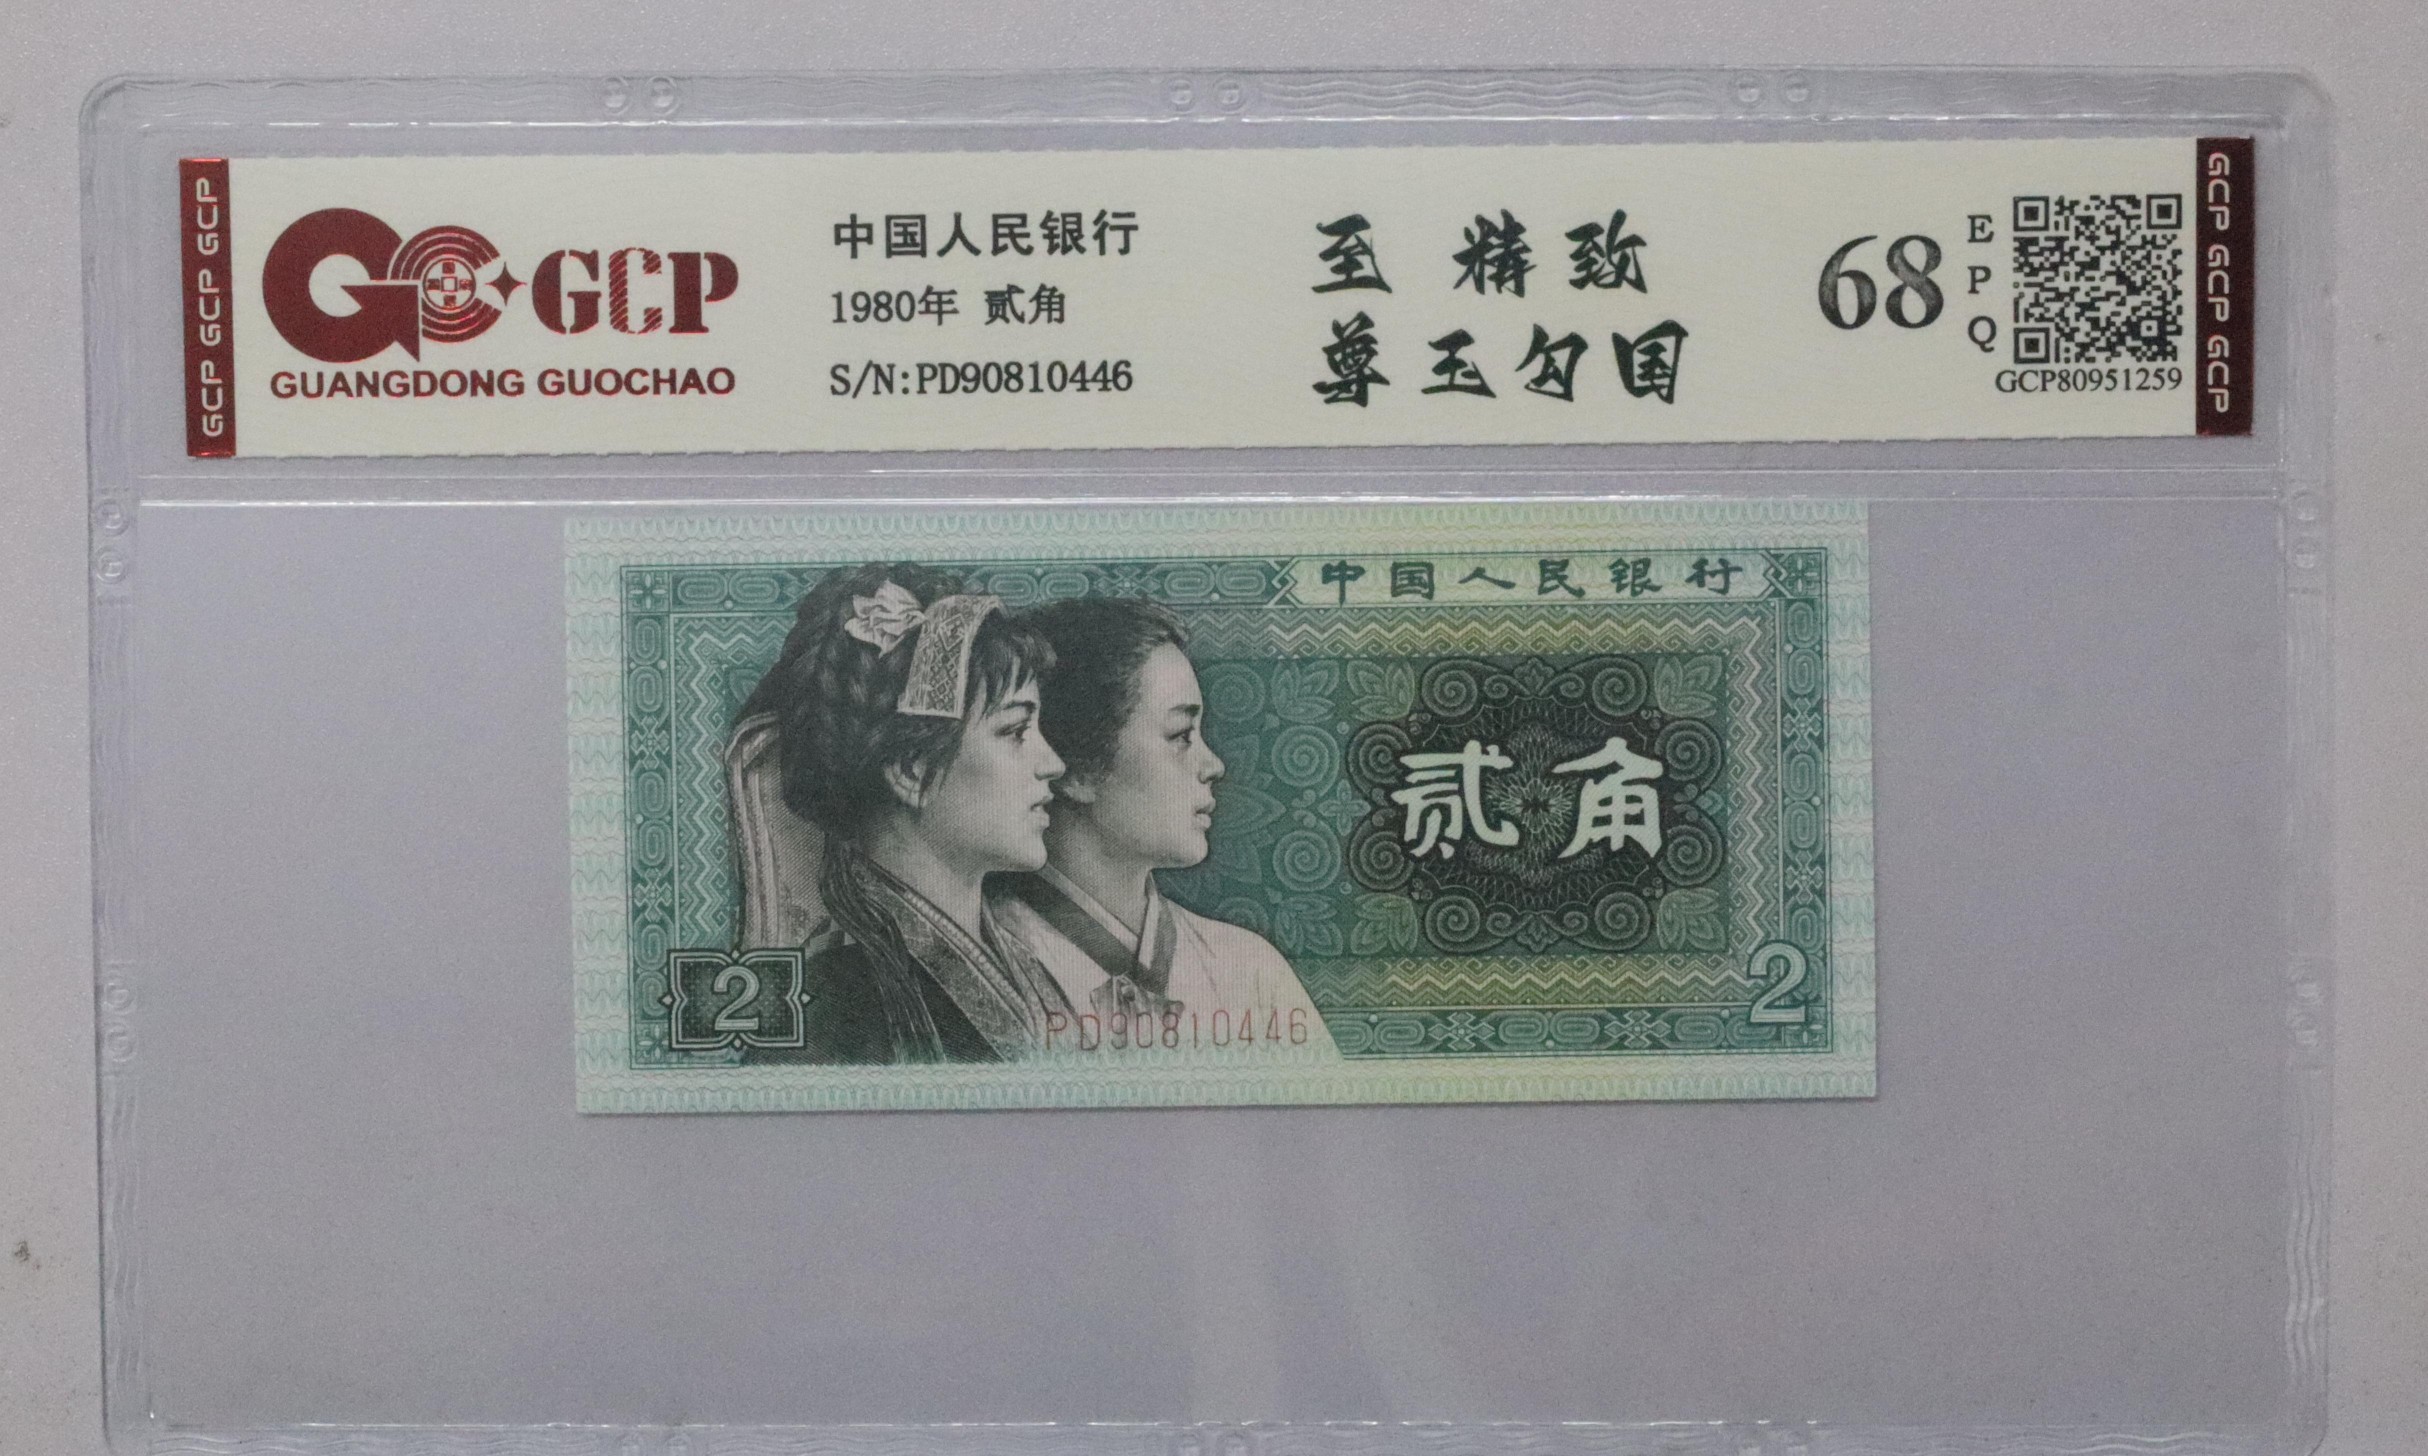 GCP GCP GCP
GCP
GUANGDONG GUOCHAO
中国人民银行
1980年 贰角
S/N:PD90810446
至 精 致
尊 玉 勾 国
68
E
P
Q
GCP80951259
GCP GCP GCP
中国人民银行
贰角
2
PD90810446
2